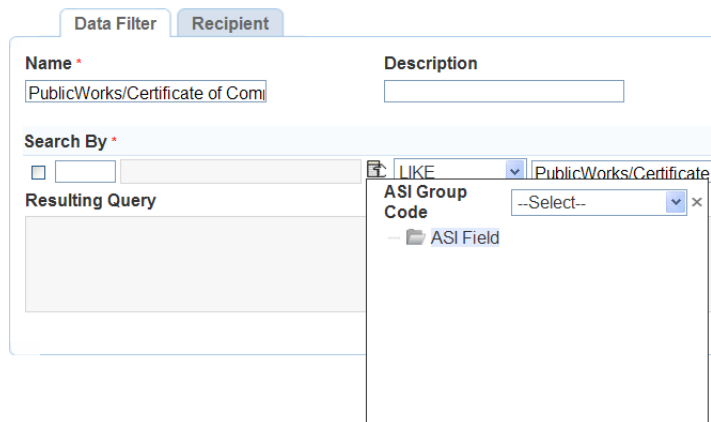 Data Filter
Recipient
Name *
Description
PublicWorks/Certificate of
Search By *
LIKE
PublicWorks/Certificate
Resulting Query
ASI Group
Code
--Select--
ASI Field